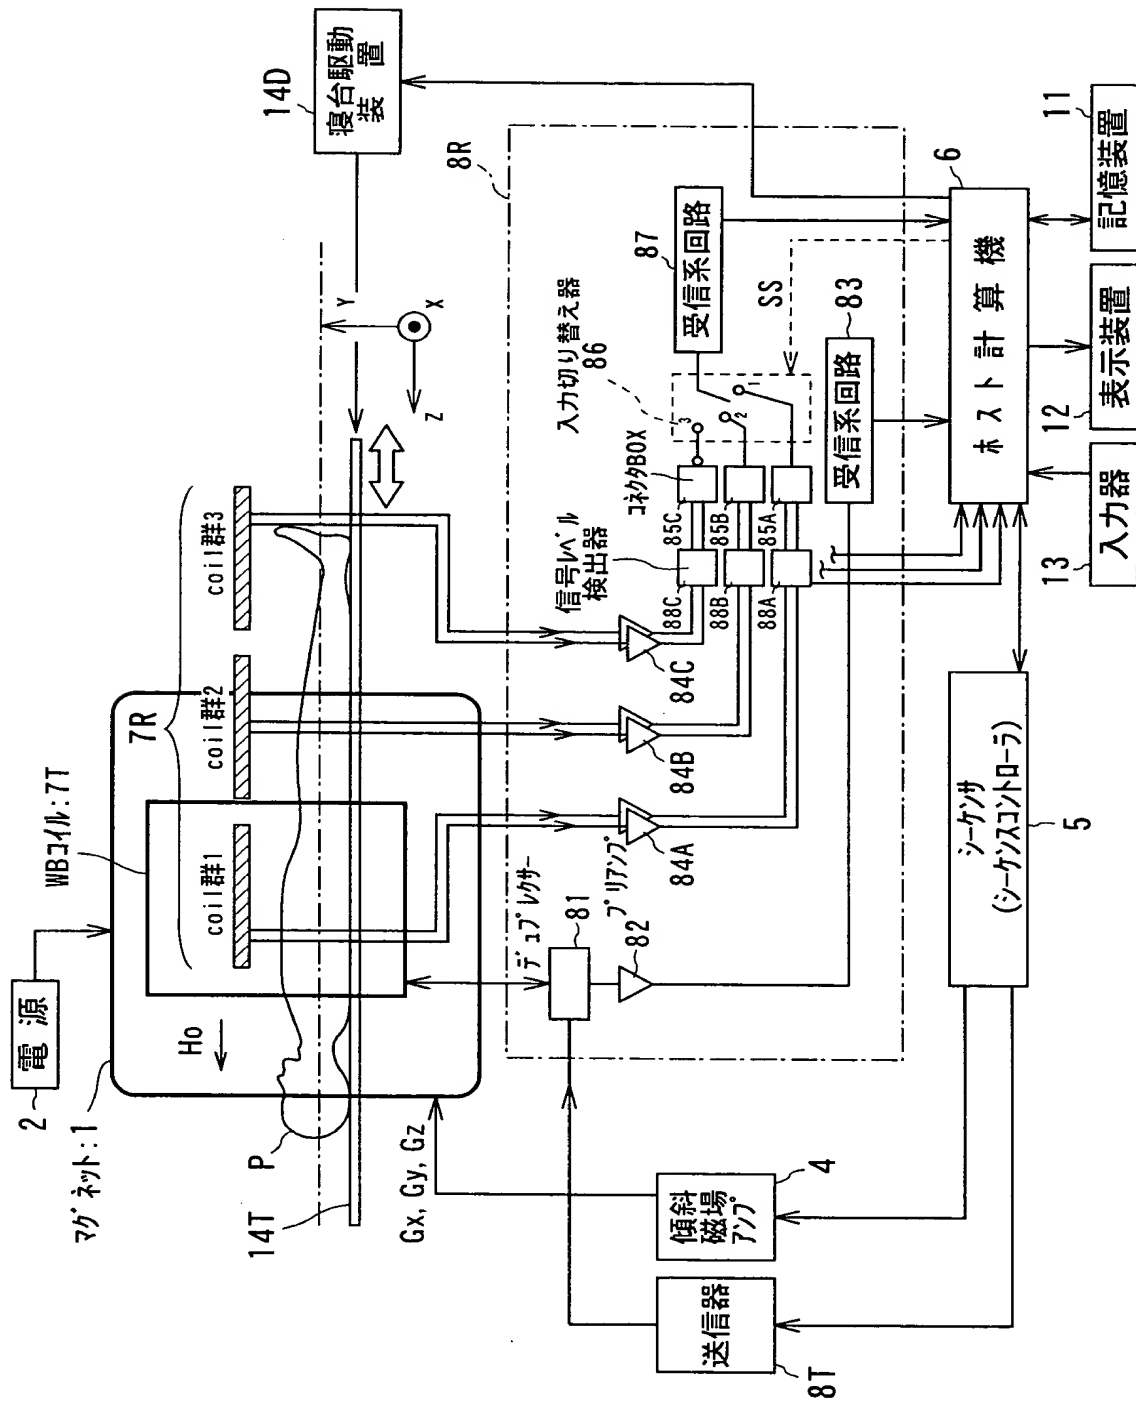 電源
2
マグネット:1
WBコイル:7T
7R
coil群1
coil群2
coil群3
Ho
P
14T
Gx, Gy, Gz
14D
寝台駆動
装 置
Y
X
Z
8R
デュプレクサー
81
プリアンプ
82
84A
84B
84C
信号レベル
検出器
88C
88B
88A
コネクタBOX
85C
85B
85A
入力切り替え器
86
3
2
1
受信系回路
87
SS
受信系回路
83
傾斜
磁場
アンプ
4
送信器
8T
シーケンサ
(シーケンスコントローラ)
5
ホスト計算機
6
入力器
13
表示装置
12
記憶装置
11